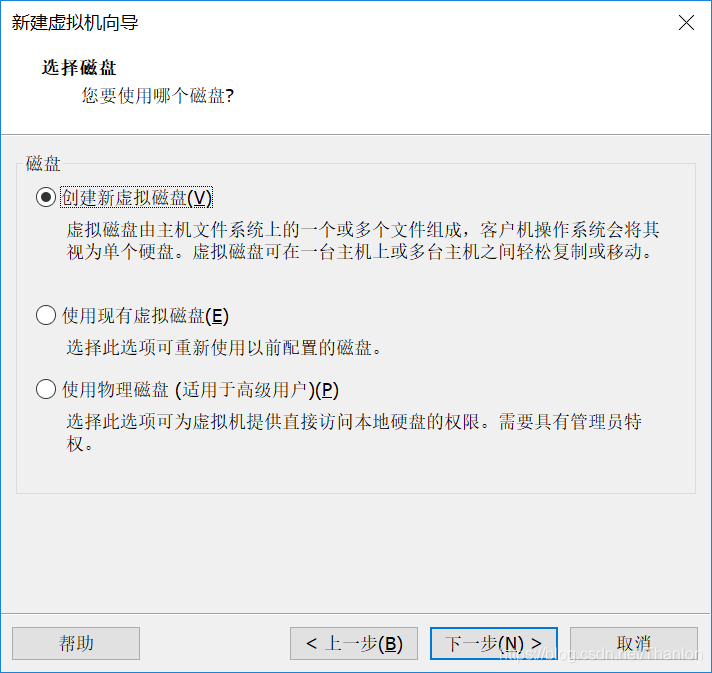 新建虚拟机向导
选择磁盘
您要使用哪个磁盘?
磁盘
创建新虚拟磁盘(V)
虚拟磁盘由主机文件系统上的一个或多个文件组成，客户机操作系统会将其
视为单个硬盘。虚拟磁盘可在一台主机上或多台主机之间轻松复制或移动。
使用现有虚拟磁盘(E)
选择此选项可重新使用以前配置的磁盘。
使用物理磁盘 (适用于高级用户)(P)
选择此选项可为虚拟机提供直接访问本地硬盘的权限。需要具有管理员特
权。
帮助
< 上一步(B)
下一步(N) >
取消
https://blog.csdn.net/Thanlon